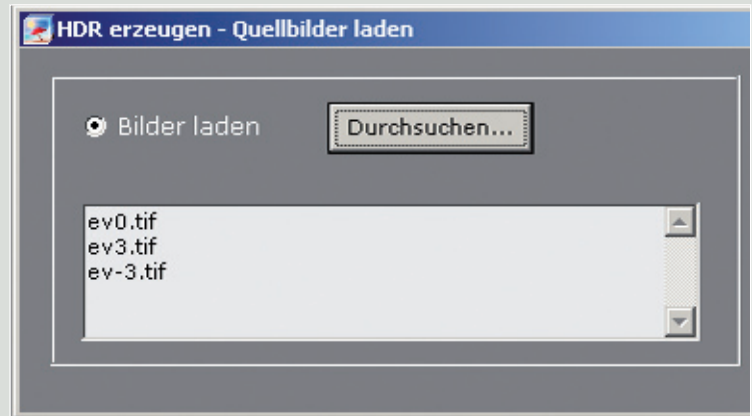 HDR erzeugen - Quellbilder laden
Bilder laden
Durchsuchen...
ev0.tif
ev3.tif
ev-3.tif